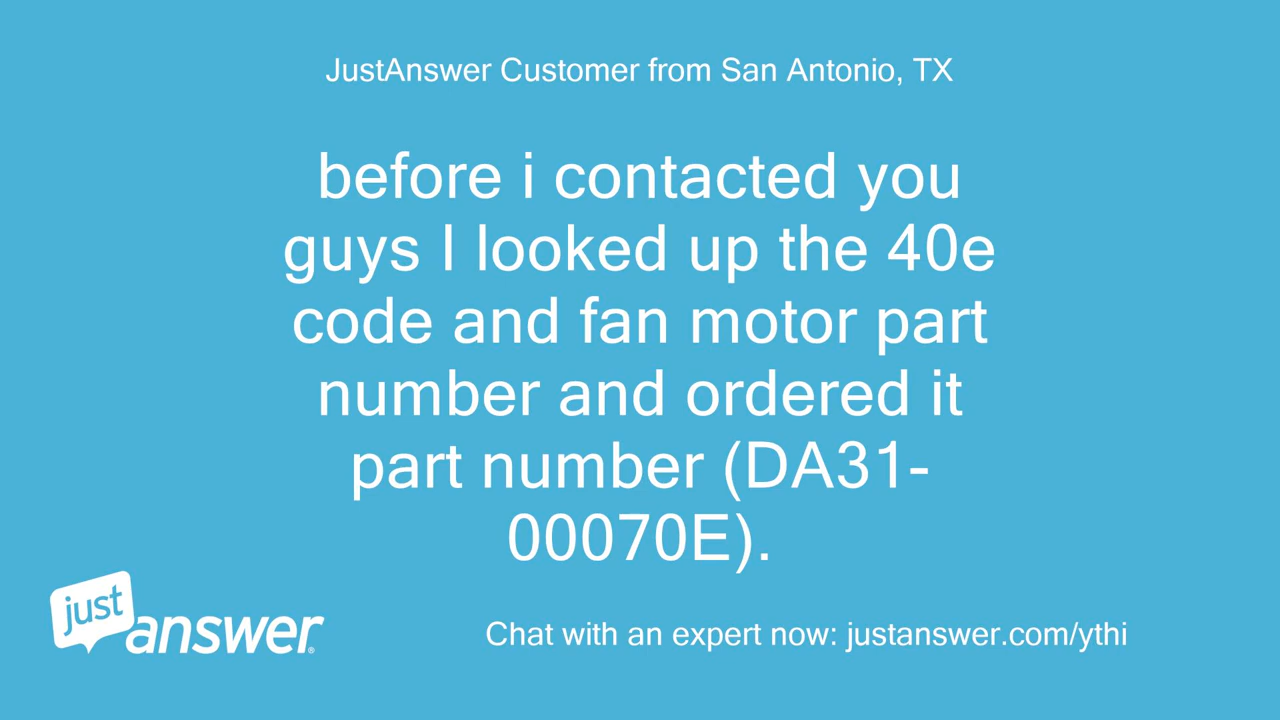 JustAnswer Customer from San Antonio, TX
before i contacted you
guys I looked up the 40e
code and fan motor part
number and ordered it
part number (DA31-
00070E).
just
answer®
Chat with an expert now: justanswer.com/ythi